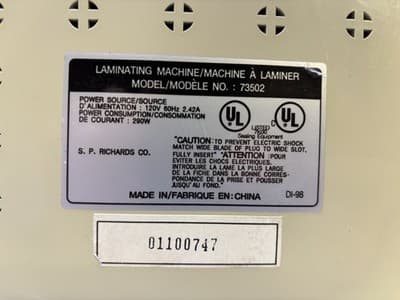 LAMINATING MACHINE/MACHINE À LAMINER
MODEL/MODÈLE NO. : 73502
POWER SOURCE/SOURCE
D'ALIMENTATION : 120V 60Hz 2.42A
POWER CONSUMPTION/CONSOMMATION
DE COURANT : 290W
UL
LISTED
Sealing Equipment
C UL
S. P. RICHARDS CO.
"CAUTION: TO PREVENT ELECTRIC SHOCK
MATCH WIDE BLADE OF PLUG TO WIDE SLOT,
FULLY INSERT" "ATTENTION : POUR
EVITER LES CHOCS ELECTRIQUES,
INTRODUIRE LA LAME LA PLUS LARGE
DE LA FICHE DANS LA BORNE CORRES-
PONDANTE DE LA PRISE ET POUSSER
JUSQU'AU FOND."
MADE IN/FABRIQUE EN: CHINA
DI-98
01100747